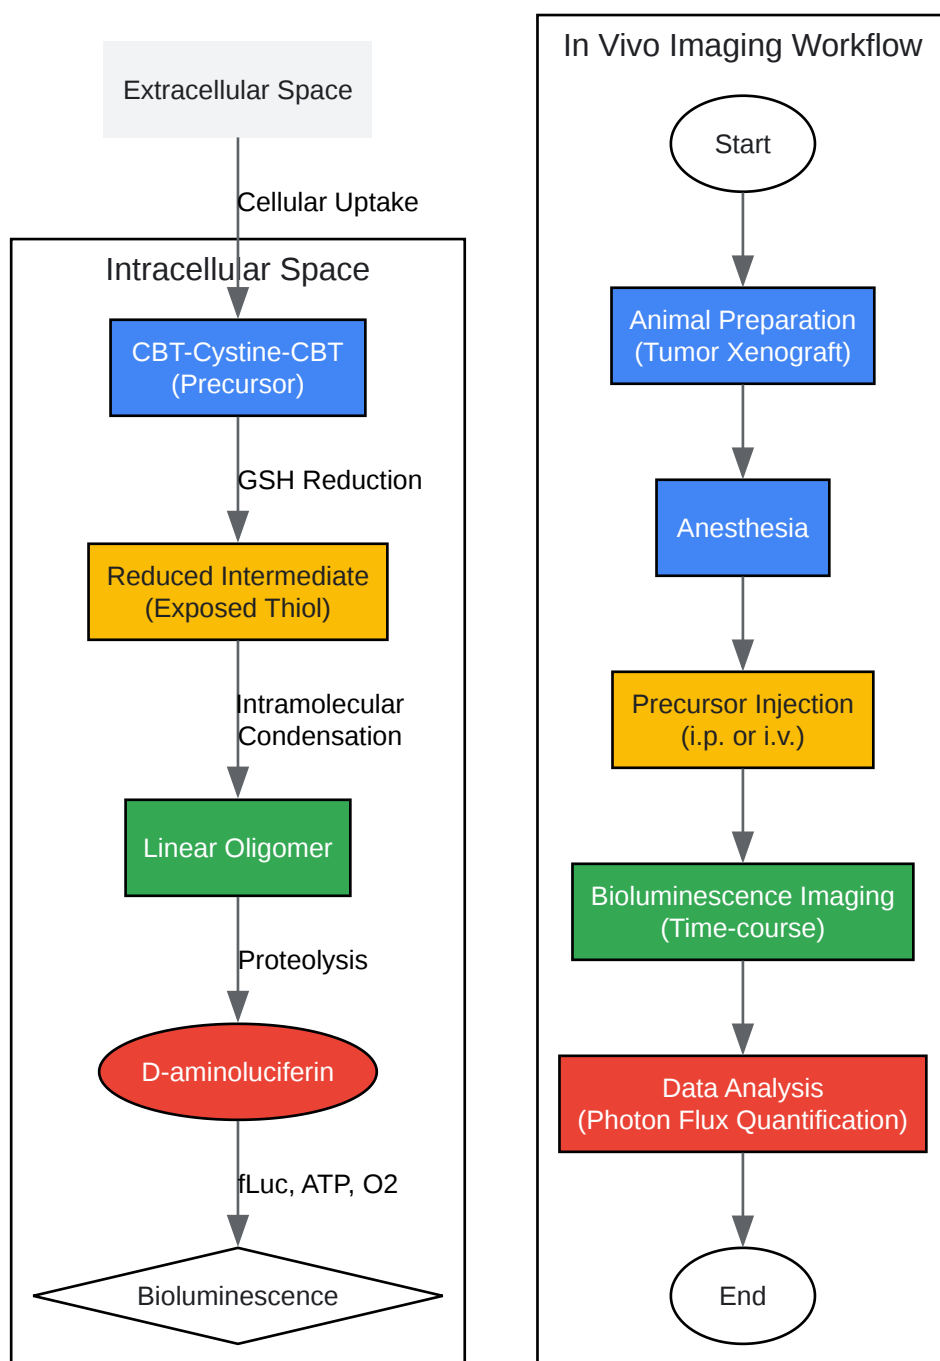 Extracellular Space
Cellular Uptake
Intracellular Space
CBT-Cystine-CBT
(Precursor)
GSH Reduction
Reduced Intermediate
(Exposed Thiol)
Intramolecular
Condensation
Linear Oligomer
Proteolysis
D-aminoluciferin
fLuc, ATP, O2
Bioluminescence
In Vivo Imaging Workflow
Start
Animal Preparation
(Tumor Xenograft)
Anesthesia
Precursor Injection
(i.p. or i.v.)
Bioluminescence Imaging
(Time-course)
Data Analysis
(Photon Flux Quantification)
End